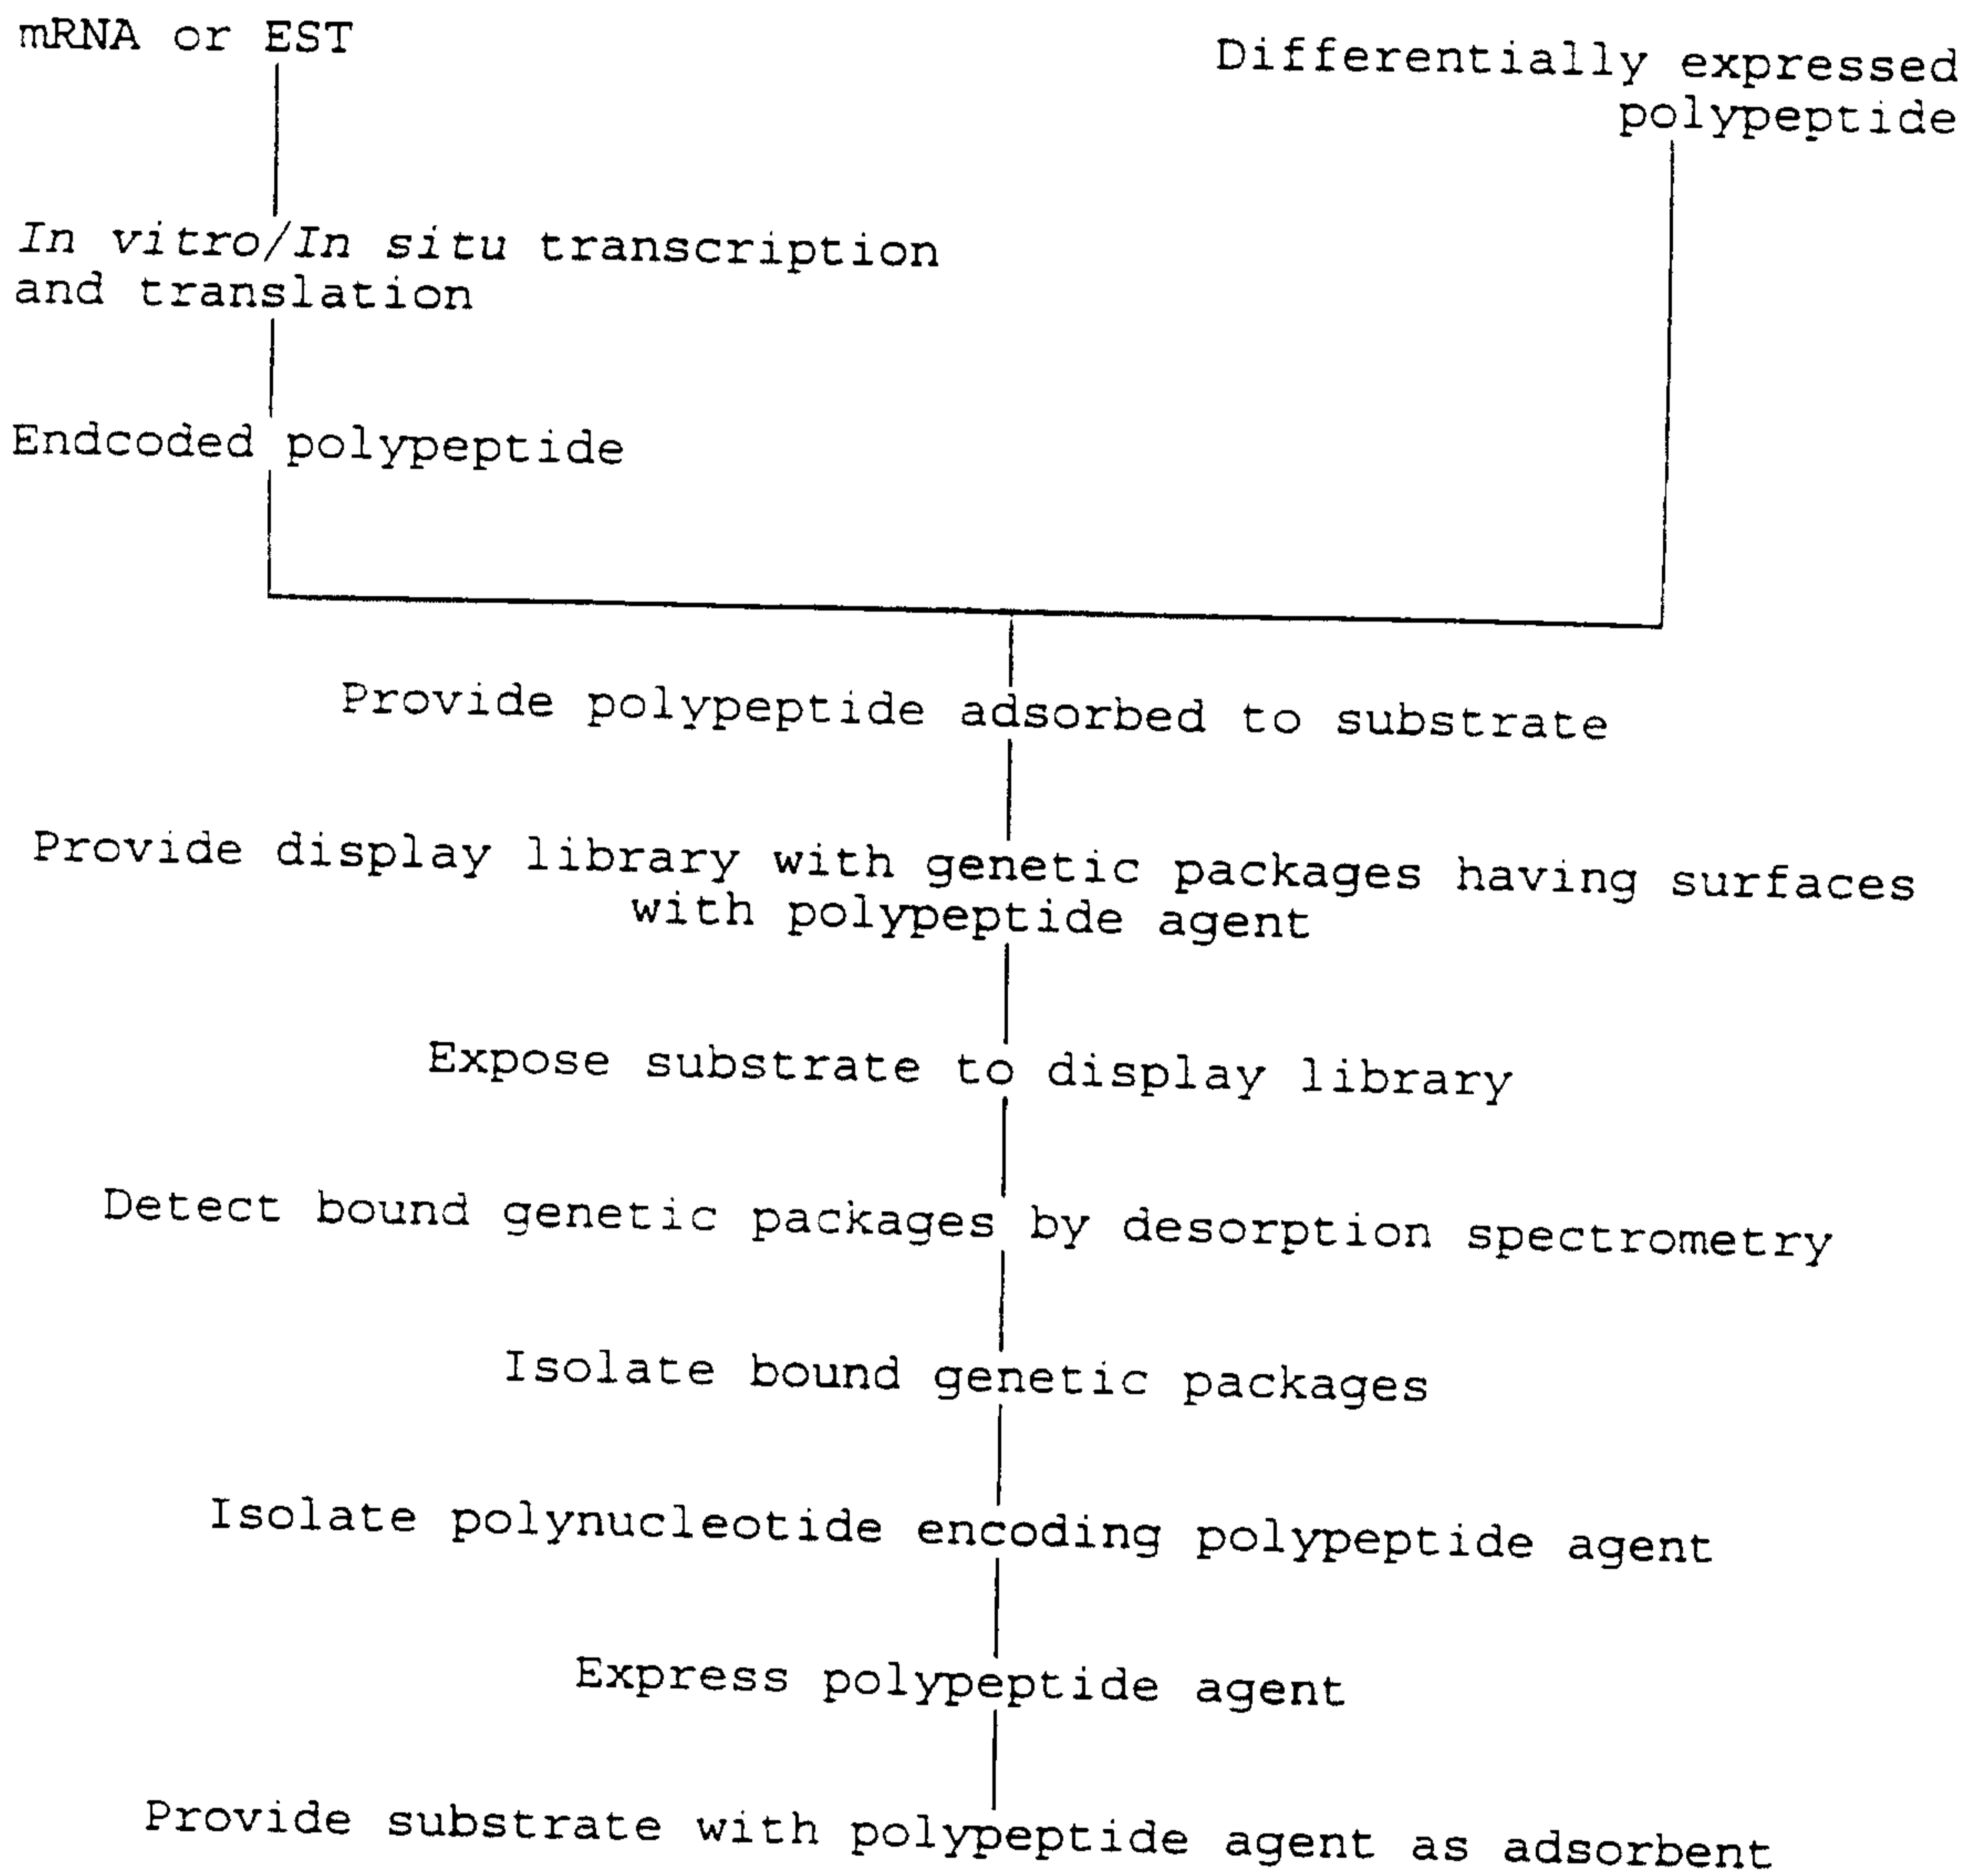 mRNA or EST
Differentially expressed
polypeptide
In vitro/In situ transcription
and translation
Endcoded polypeptide
Provide polypeptide adsorbed to substrate
Provide display library with genetic packages having surfaces
with polypeptide agent
Expose substrate to display library
Detect bound genetic packages by desorption spectrometry
Isolate bound genetic packages
Isolate polynucleotide encoding polypeptide agent
Express polypeptide agent
Provide substrate with polypeptide agent as adsorbent